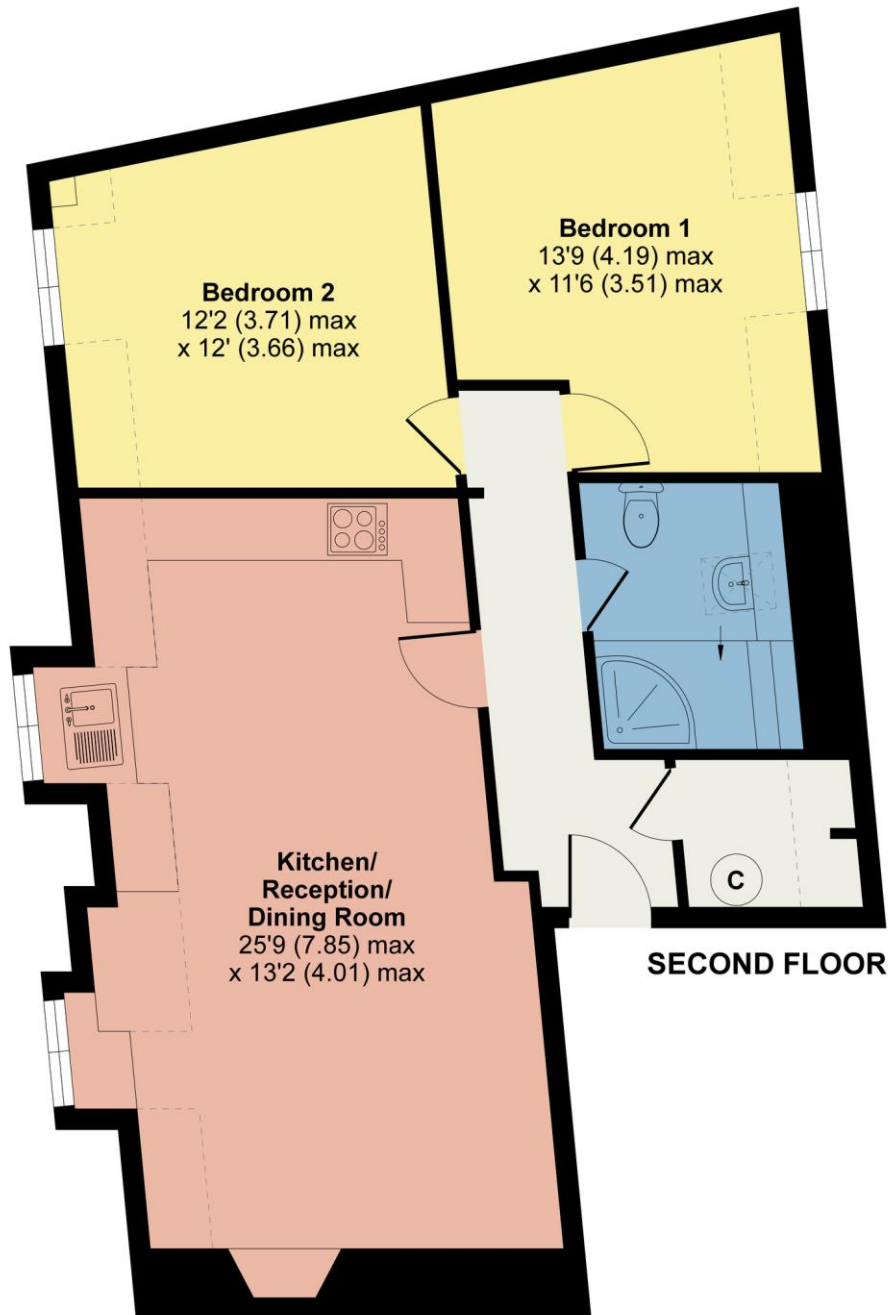 Bedroom 1
13'9 (4.19) max
x 11'6 (3.51) max
Bedroom 2
12'2 (3.71) max
x 12' (3.66) max
Kitchen/
Reception/
Dining Room
25'9 (7.85) max
x 13'2 (4.01) max
C
SECOND FLOOR